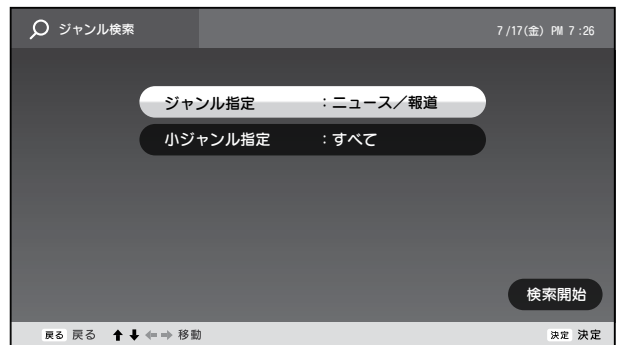 ジャンル検索 7/17(金) PM 7:26
ジャンル指定 :ニュース／報道
小ジャンル指定 :すべて
検索開始
戻る 戻る ↑↓←→ 移動 決定 決定